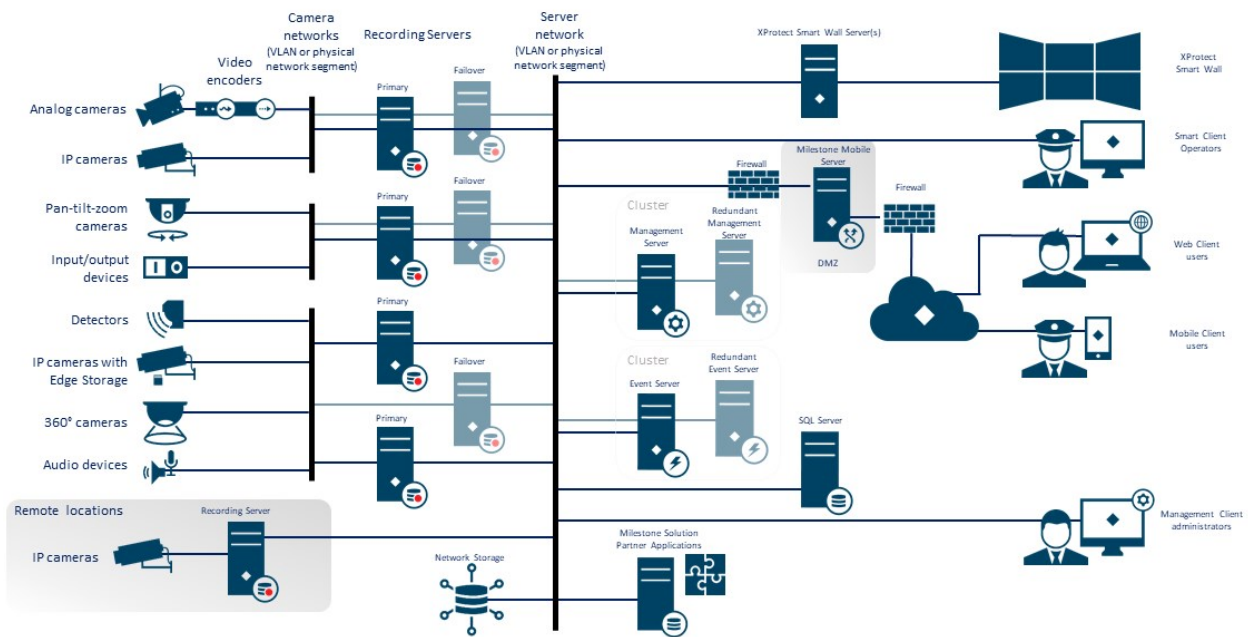 Camera
networks
(VLAN or physical
network segment)
Recording Servers
Server
network
(VLAN or physical
network segment)
Video
encoders
Analog cameras
IP cameras
Pan-tilt-zoom
cameras
Input/output
devices
Detectors
IP cameras with
Edge Storage
360° cameras
Audio devices
Primary
Failover
Primary
Failover
Primary
Failover
Primary
Remote locations
Recording Server
IP cameras
Network Storage
XProtect Smart Wall Server(s)
XProtect
Smart Wall
Smart Client
Operators
Firewall
Milestone Mobile
Server
DMZ
Firewall
Web Client
users
Mobile Client
users
Cluster
Management
Server
Redundant
Management
Server
Cluster
Event Server
Redundant
Event Server
SQL Server
Management Client
administrators
Milestone Solution
Partner Applications